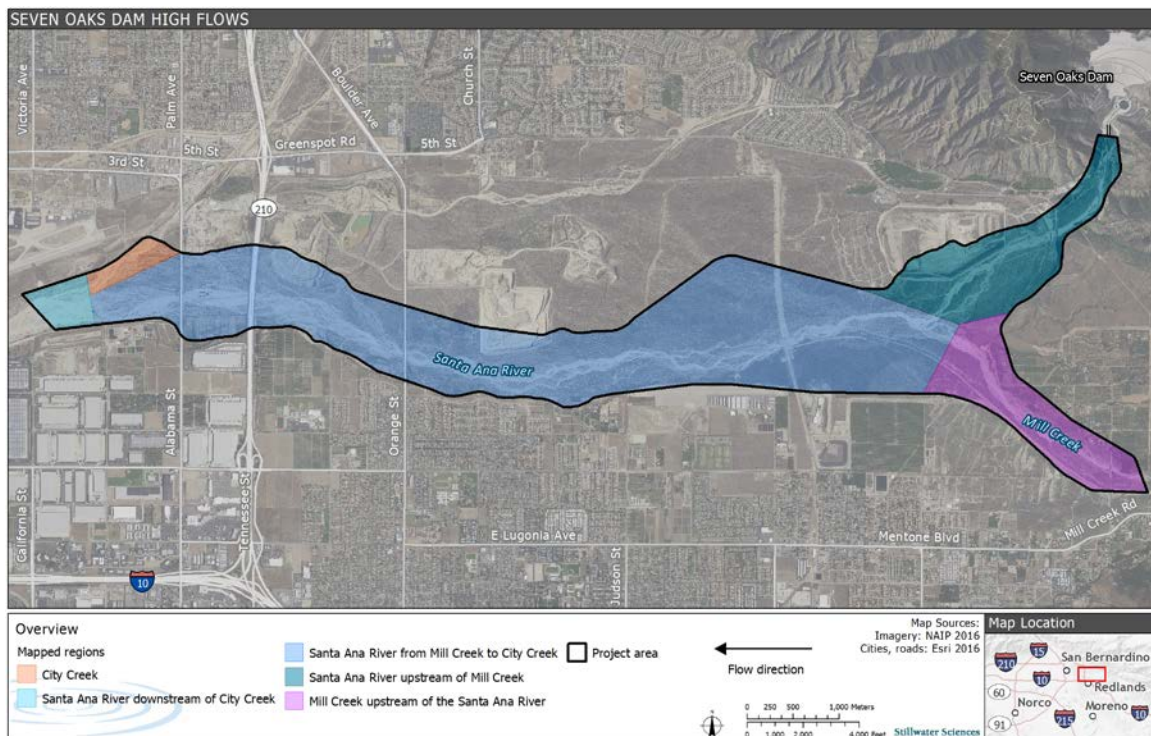 SEVEN OAKS DAM HIGH FLOWS
Victoria Ave
Palm Ave
Boulder Ave
Church St
Seven Oaks Dam
3rd St
5th St
Greenspot Rd
5th St
210
Santa Ana River
Mill Creek
California St
Alabama St
Tennessee St
Orange St
Judson St
E Lugonia Ave
Mentone Blvd
Mill Creek Rd
10
Overview
Mapped regions
City Creek
Santa Ana River downstream of City Creek
Santa Ana River from Mill Creek to City Creek
Santa Ana River upstream of Mill Creek
Mill Creek upstream of the Santa Ana River
Project area
Flow direction
Map Sources:
Imagery: NAIP 2016
Cities, roads: Esri 2016
N
0 250 500 1,000 Meters
0 1,000 2,000 4,000 Feet
Stillwater Sciences
Map Location
210
15
San Bernardino
10
60
Redlands
Norco
Moreno
215
10
91